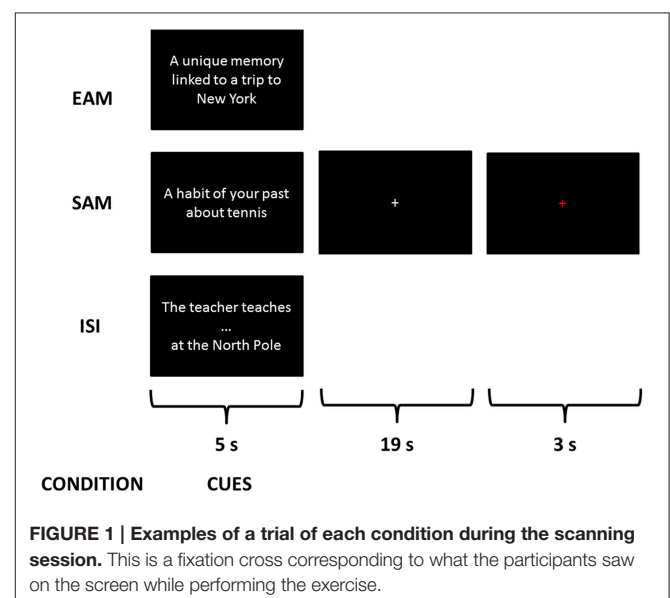 A unique memory
linked to a trip to
New York
EAM
A habit of your past
about tennis
SAM
+
+
The teacher teaches
...
at the North Pole
ISI
5 s
19 s
3 s
CONDITION
CUES
FIGURE 1 | Examples of a trial of each condition during the scanning
session. This is a fixation cross corresponding to what the participants saw
on the screen while performing the exercise.